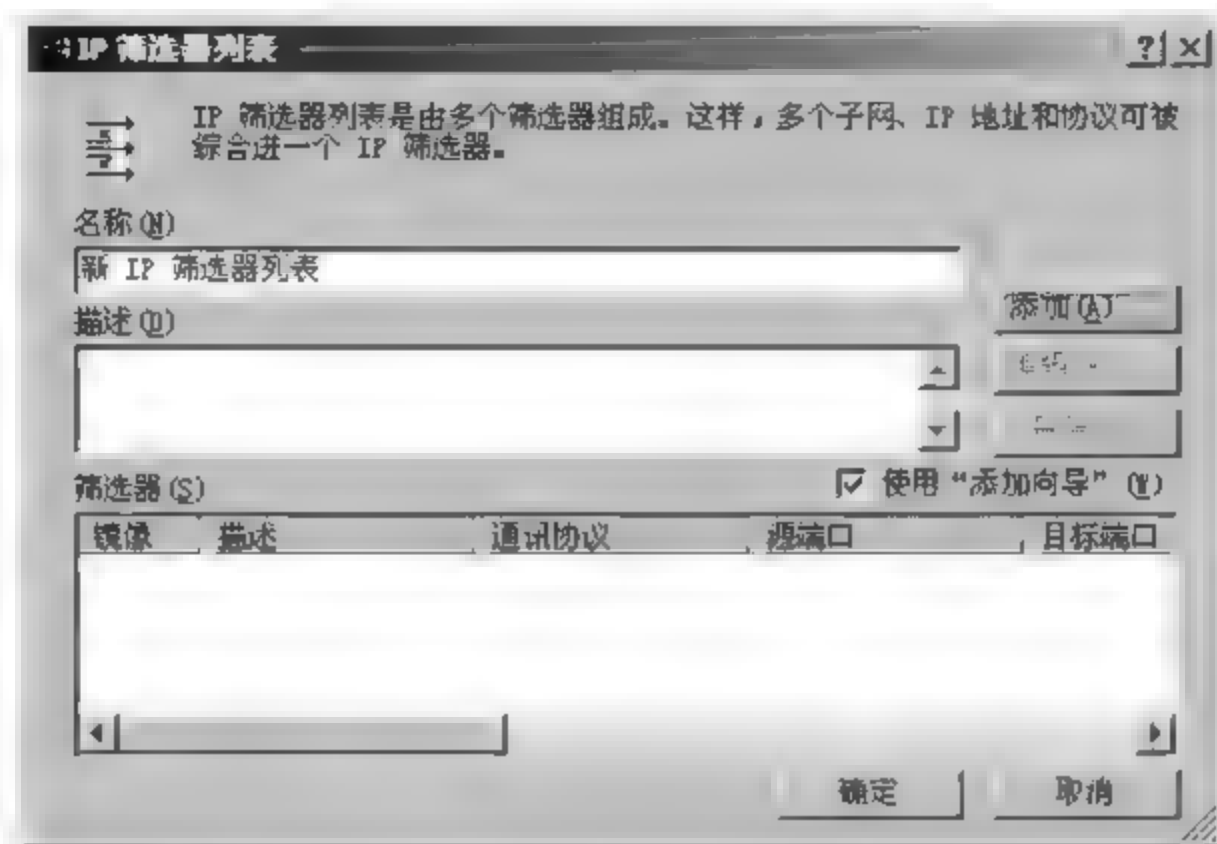 IP 筛选器列表
IP 筛选器列表是由多个筛选器组成。这样，多个子网、IP 地址和协议可被
综合进一个 IP 筛选器。
名称(N)
新 IP 筛选器列表
添加(A)
描述(D)
筛选器(S)
使用“添加向导” (W)
镜像 描述 通讯协议 源端口 目标端口
确定 取消